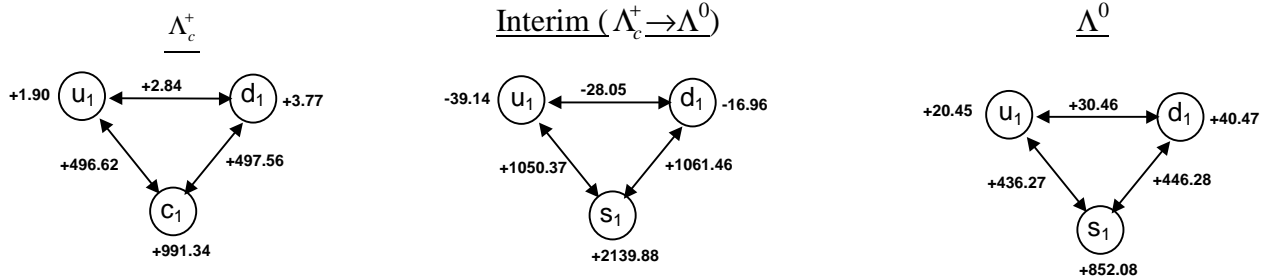 Λ_c^+
+1.90 u₁ +2.84 d₁ +3.77
+496.62 +497.56
c₁
+991.34
Interim (Λ_c^+→Λ⁰)
-39.14 u₁ -28.05 d₁ -16.96
+1050.37 +1061.46
s₁
+2139.88
Λ⁰
+20.45 u₁ +30.46 d₁ +40.47
+436.27 +446.28
s₁
+852.08